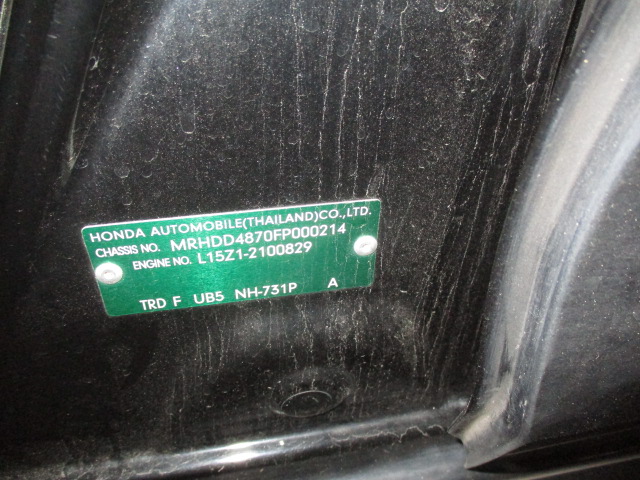 HONDA AUTOMOBILE(THAILAND)CO.,LTD.
CHASSIS NO. MRHDD4870FP000214
ENGINE NO. L15Z1-2100829
TRD F UB5 NH-731P A